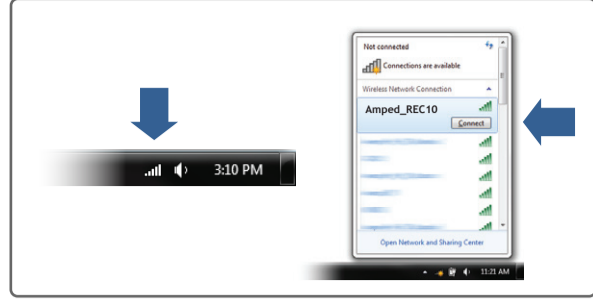 3:10 PM
Not connected
Connections are available
Wireless Network Connection
Amped_REC10
Connect
Open Network and Sharing Center
11:21 AM